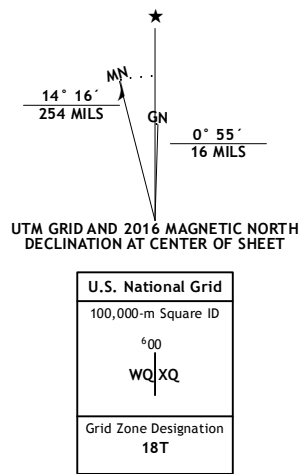 ★
MN
GN
14° 16´
254 MILS
0° 55´
16 MILS
UTM GRID AND 2016 MAGNETIC NORTH
DECLINATION AT CENTER OF SHEET
U.S. National Grid
100,000-m Square ID
⁶00
WQ XQ
Grid Zone Designation
18T